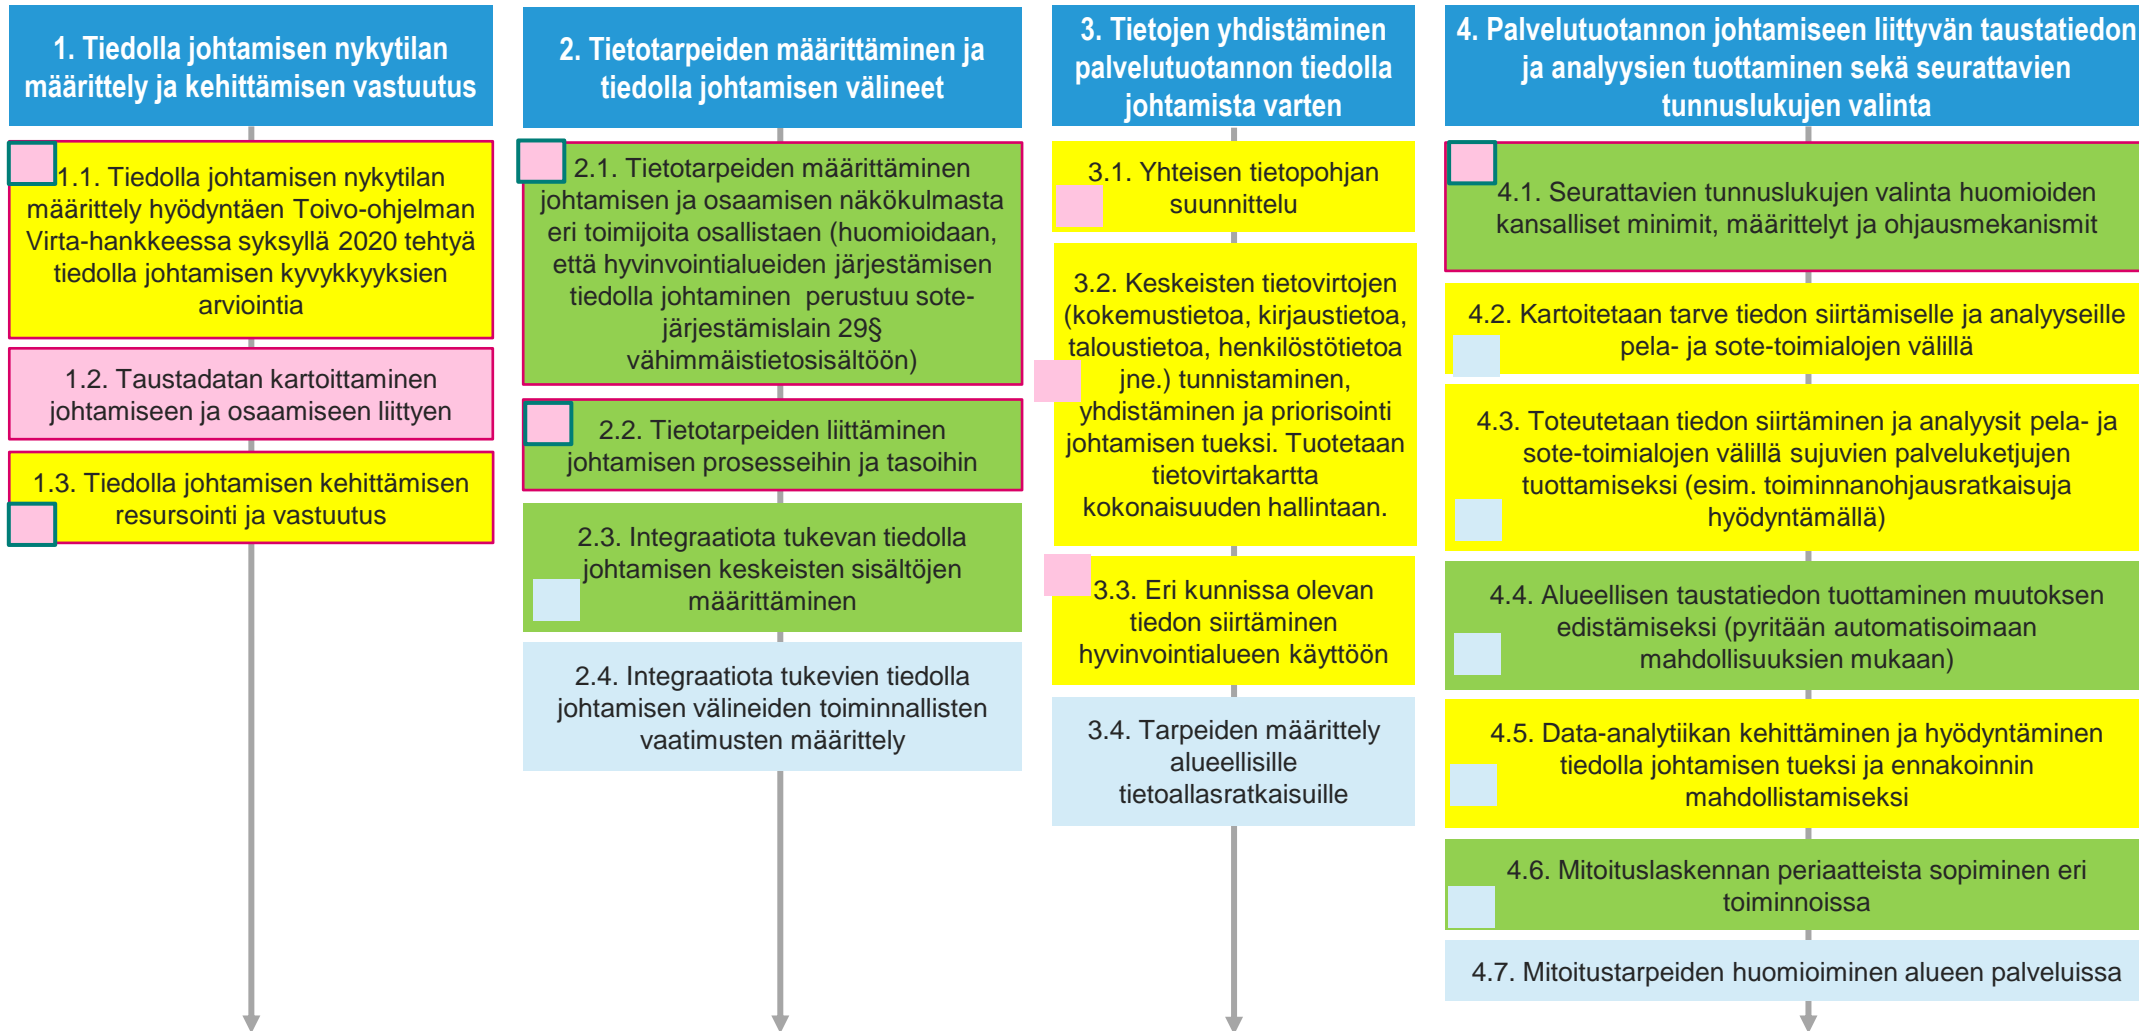 1. Tiedolla johtamisen nykytilan
määrittely ja kehittämisen vastuutus
1.1. Tiedolla johtamisen nykytilan
määrittely hyödyntäen Toivo-ohjelman
Virta-hankkeessa syksyllä 2020 tehtyä
tiedolla johtamisen kyvykkyyksien
arviointia
1.2. Taustadatan kartoittaminen
johtamiseen ja osaamiseen liittyen
1.3. Tiedolla johtamisen kehittämisen
resursointi ja vastuutus
2. Tietotarpeiden määrittäminen ja
tiedolla johtamisen välineet
2.1. Tietotarpeiden määrittäminen
johtamisen ja osaamisen näkökulmasta
eri toimijoita osallistaen (huomioidaan,
että hyvinvointialueiden järjestämisen
tiedolla johtaminen perustuu sote-
järjestämislain 29§
vähimmäistietosisältöön)
2.2. Tietotarpeiden liittäminen
johtamisen prosesseihin ja tasoihin
2.3. Integraatiota tukevan tiedolla
johtamisen keskeisten sisältöjen
määrittäminen
2.4. Integraatiota tukevien tiedolla
johtamisen välineiden toiminnallisten
vaatimusten määrittely
3. Tietojen yhdistäminen
palvelutuotannon tiedolla
johtamista varten
3.1. Yhteisen tietopohjan
suunnittelu
3.2. Keskeisten tietovirtojen
(kokemustietoa, kirjaustietoa,
taloustietoa, henkilöstötietoa
jne.) tunnistaminen,
yhdistäminen ja priorisointi
johtamisen tueksi. Tuotetaan
tietovirtakartta
kokonaisuuden hallintaan.
3.3. Eri kunnissa olevan
tiedon siirtäminen
hyvinvointialueen käyttöön
3.4. Tarpeiden määrittely
alueellisille
tietoallasratkaisuille
4. Palvelutuotannon johtamiseen liittyvän taustatiedon
ja analyysien tuottaminen sekä seurattavien
tunnuslukujen valinta
4.1. Seurattavien tunnuslukujen valinta huomioiden
kansalliset minimit, määrittelyt ja ohjausmekanismit
4.2. Kartoitetaan tarve tiedon siirtämiselle ja analyyseille
pela- ja sote-toimialojen välillä
4.3. Toteutetaan tiedon siirtäminen ja analyysit pela- ja
sote-toimialojen välillä sujuvien palveluketjujen
tuottamiseksi (esim. toiminnanohjausratkaisuja
hyödyntämällä)
4.4. Alueellisen taustatiedon tuottaminen muutoksen
edistämiseksi (pyritään automatisoimaan
mahdollisuuksien mukaan)
4.5. Data-analytiikan kehittäminen ja hyödyntäminen
tiedolla johtamisen tueksi ja ennakoinnin
mahdollistamiseksi
4.6. Mitoituslaskennan periaatteista sopiminen eri
toiminnoissa
4.7. Mitoitustarpeiden huomioiminen alueen palveluissa